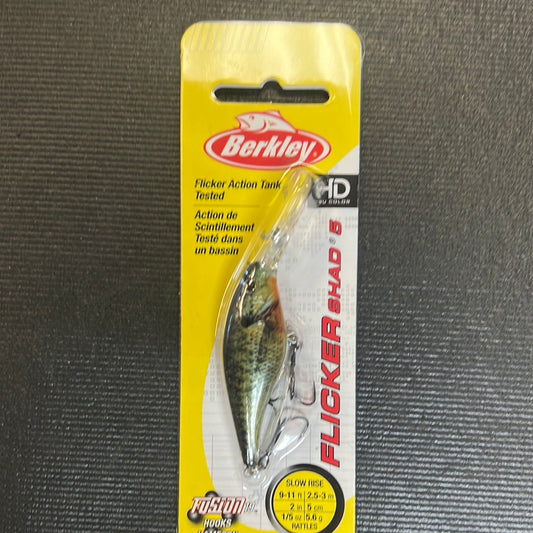 Berkley
Flicker Action Tank
Tested
Action de
Scintillement
Testé dans
un bassin
HD
FLICKER SHAD® 5
SLOW RISE
9-11 ft 2.5-3 m
2 in 5 cm
1/5 oz 5.6 g
RATTLES
FUSION19
HOOKS